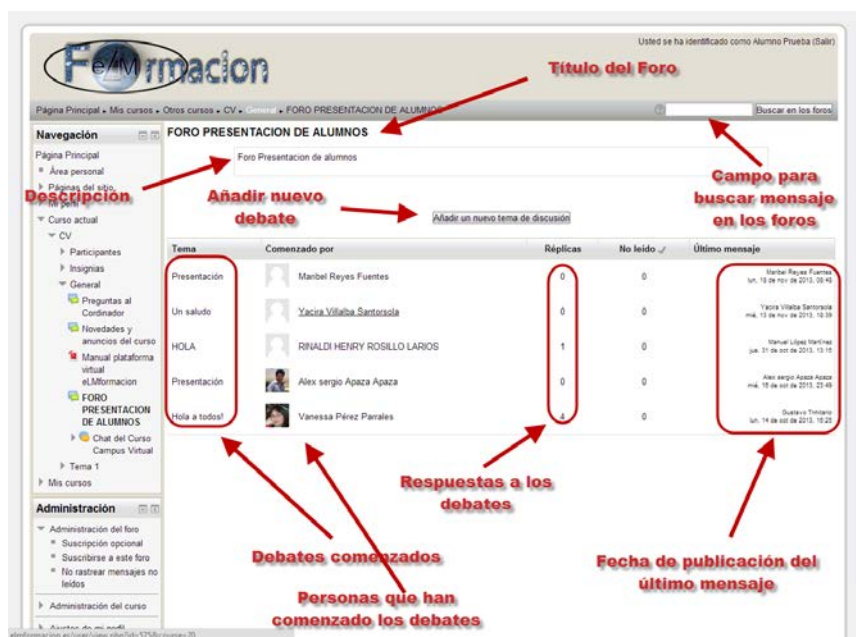 Usted se ha identificado como Alumno Prueba (Salir)
Fe/M rmacion
Título del Foro
Página Principal ▸ Mis cursos ▸ Otros cursos ▸ CV ▸ General ▸ FORO PRESENTACION DE ALUMNOS
Buscar en los foros
Navegación
FORO PRESENTACION DE ALUMNOS
Página Principal
Foro Presentacion de alumnos
Área personal
Páginas del sitio
Mi perfil
Descripción
Campo para
buscar mensaje
en los foros
Añadir nuevo
debate
Añadir un nuevo tema de discusión
Curso actual
CV
Participantes
Insignias
General
Preguntas al
Cordinador
Novedades y
anuncios del curso
Manual plataforma
virtual
eLMformacion
FORO
PRESENTACION
DE ALUMNOS
Chat del Curso
Campus Virtual
Tema 1
Mis cursos
Tema Comenzado por Réplicas No leído Último mensaje
Presentación Maribel Reyes Fuentes 0 0 Maribel Reyes Fuentes
lun, 18 de nov de 2013, 08:48
Un saludo Yacira Villalba Santorsola 0 0 Yacira Villalba Santorsola
mié, 13 de nov de 2013, 18:39
HOLA RINALDI HENRY ROSILLO LARIOS 1 0 Manuel López Martínez
jue, 31 de oct de 2013, 13:15
Presentación Alex sergio Apaza Apaza 0 0 Alex sergio Apaza Apaza
mié, 16 de oct de 2013, 23:49
Hola a todos! Vanessa Pérez Parrales 4 0 Gustavo Trintano
lun, 14 de oct de 2013, 16:25
Respuestas a los
debates
Debates comenzados
Personas que han
comenzado los debates
Fecha de publicación del
último mensaje
Administración
Administración del foro
Suscripción opcional
Suscribirse a este foro
No rastrear mensajes no
leídos
Administración del curso
Ajustes de mi perfil